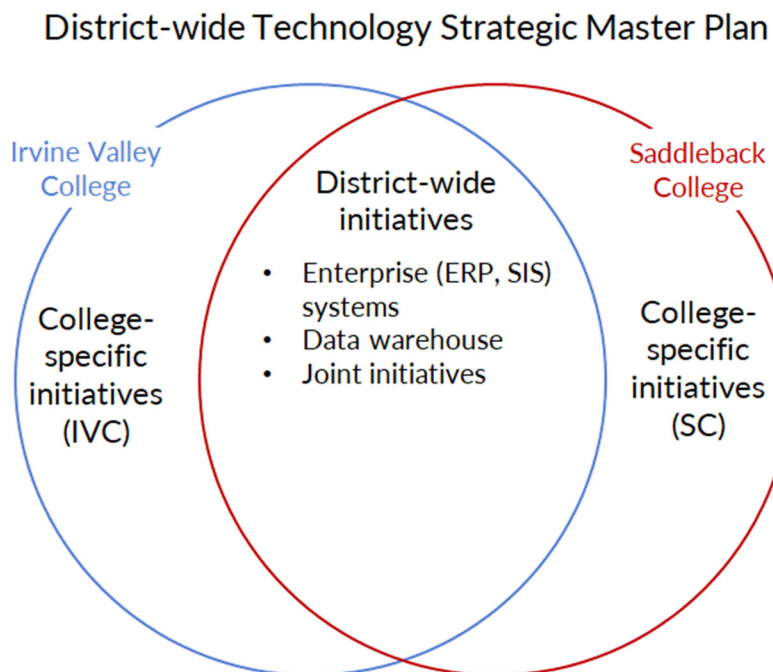 District-wide Technology Strategic Master Plan
Irvine Valley
College
Saddleback
College
District-wide
initiatives
• Enterprise (ERP, SIS)
systems
• Data warehouse
• Joint initiatives
College-
specific
initiatives
(IVC)
College-
specific
initiatives
(SC)